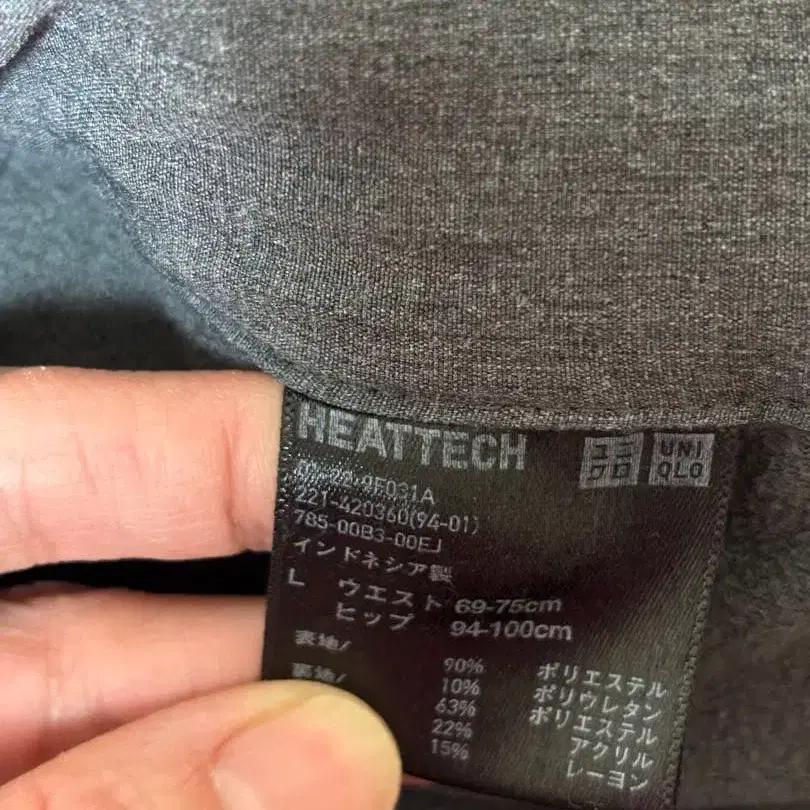 HEATTECH
ユニクロ
UNIQLO
221-420360(94-01)
785-00B3-00EJ
インドネシア製
L ウエスト 69-75cm
ヒップ 94-100cm
90% ポリエステル
10% ポリウレタン
63% ポリエステル
22% アクリル
15% レーヨン